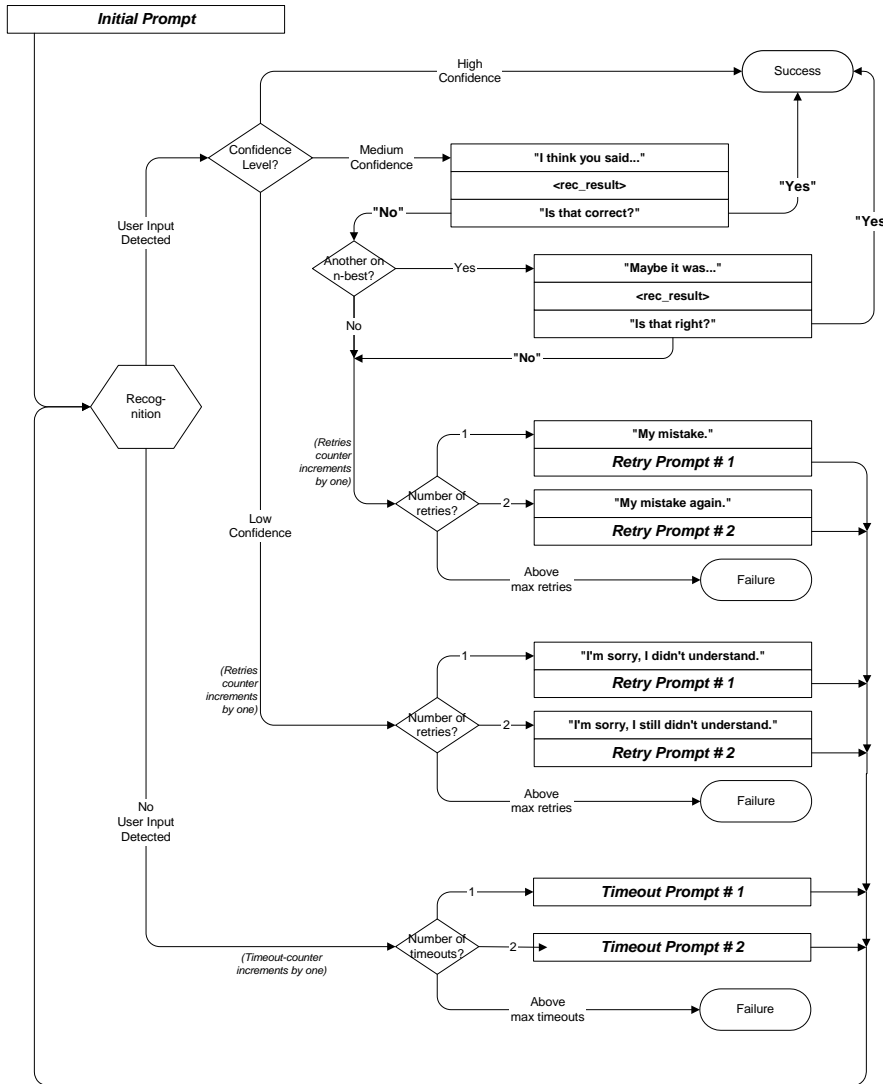 Initial Prompt
High
Confidence
Success
Confidence
Level?
Medium
Confidence
"I think you said..."
<rec_result>
"Is that correct?"
"Yes"
"Yes
"No"
User Input
Detected
Another on
n-best?
Yes
"Maybe it was..."
<rec_result>
"Is that right?"
No
"No"
Recog-
nition
(Retries
counter
increments
by one)
1
"My mistake."
Retry Prompt # 1
Number of
retries?
2
"My mistake again."
Retry Prompt # 2
Low
Confidence
Above
max retries
Failure
(Retries
counter
increments
by one)
1
"I'm sorry, I didn't understand."
Retry Prompt # 1
Number of
retries?
2
"I'm sorry, I still didn't understand."
Retry Prompt # 2
Above
max retries
Failure
No
User Input
Detected
1
Timeout Prompt # 1
Number of
timeouts?
2
Timeout Prompt # 2
(Timeout-counter
increments by one)
Above
max timeouts
Failure